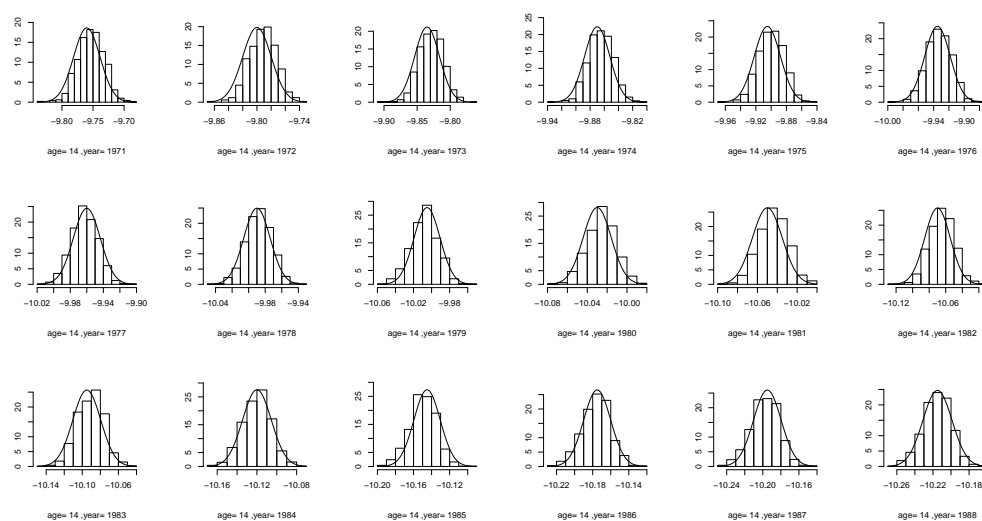 0 5 10 15 20
−9.80 −9.75 −9.70
age= 14 ,year= 1971
0 5 10 15 20
−9.86 −9.80 −9.74
age= 14 ,year= 1972
0 5 10 20
−9.90 −9.85 −9.80
age= 14 ,year= 1973
0 5 10 15 20 25
−9.94 −9.86 −9.82
age= 14 ,year= 1974
0 5 10 20
−9.96 −9.92 −9.88 −9.84
age= 14 ,year= 1975
0 5 10 20
−10.00 −9.94 −9.90
age= 14 ,year= 1976
0 5 10 20
−10.02 −9.98 −9.94 −9.90
age= 14 ,year= 1977
0 5 10 20
−10.04 −9.98 −9.94
age= 14 ,year= 1978
0 5 15 25
−10.06 −10.02 −9.98
age= 14 ,year= 1979
0 5 15 25
−10.08 −10.04 −10.00
age= 14 ,year= 1980
0 5 10 20
−10.10 −10.06 −10.02
age= 14 ,year= 1981
0 5 10 20
−10.12 −10.06
age= 14 ,year= 1982
0 5 10 20
−10.14 −10.10 −10.06
age= 14 ,year= 1983
0 5 15 25
−10.16 −10.12 −10.08
age= 14 ,year= 1984
0 5 15 25
−10.20 −10.16 −10.12
age= 14 ,year= 1985
0 5 10 20
−10.22 −10.18 −10.14
age= 14 ,year= 1986
0 5 10 20
−10.24 −10.20 −10.16
age= 14 ,year= 1987
0 5 10 20
−10.26 −10.22 −10.18
age= 14 ,year= 1988